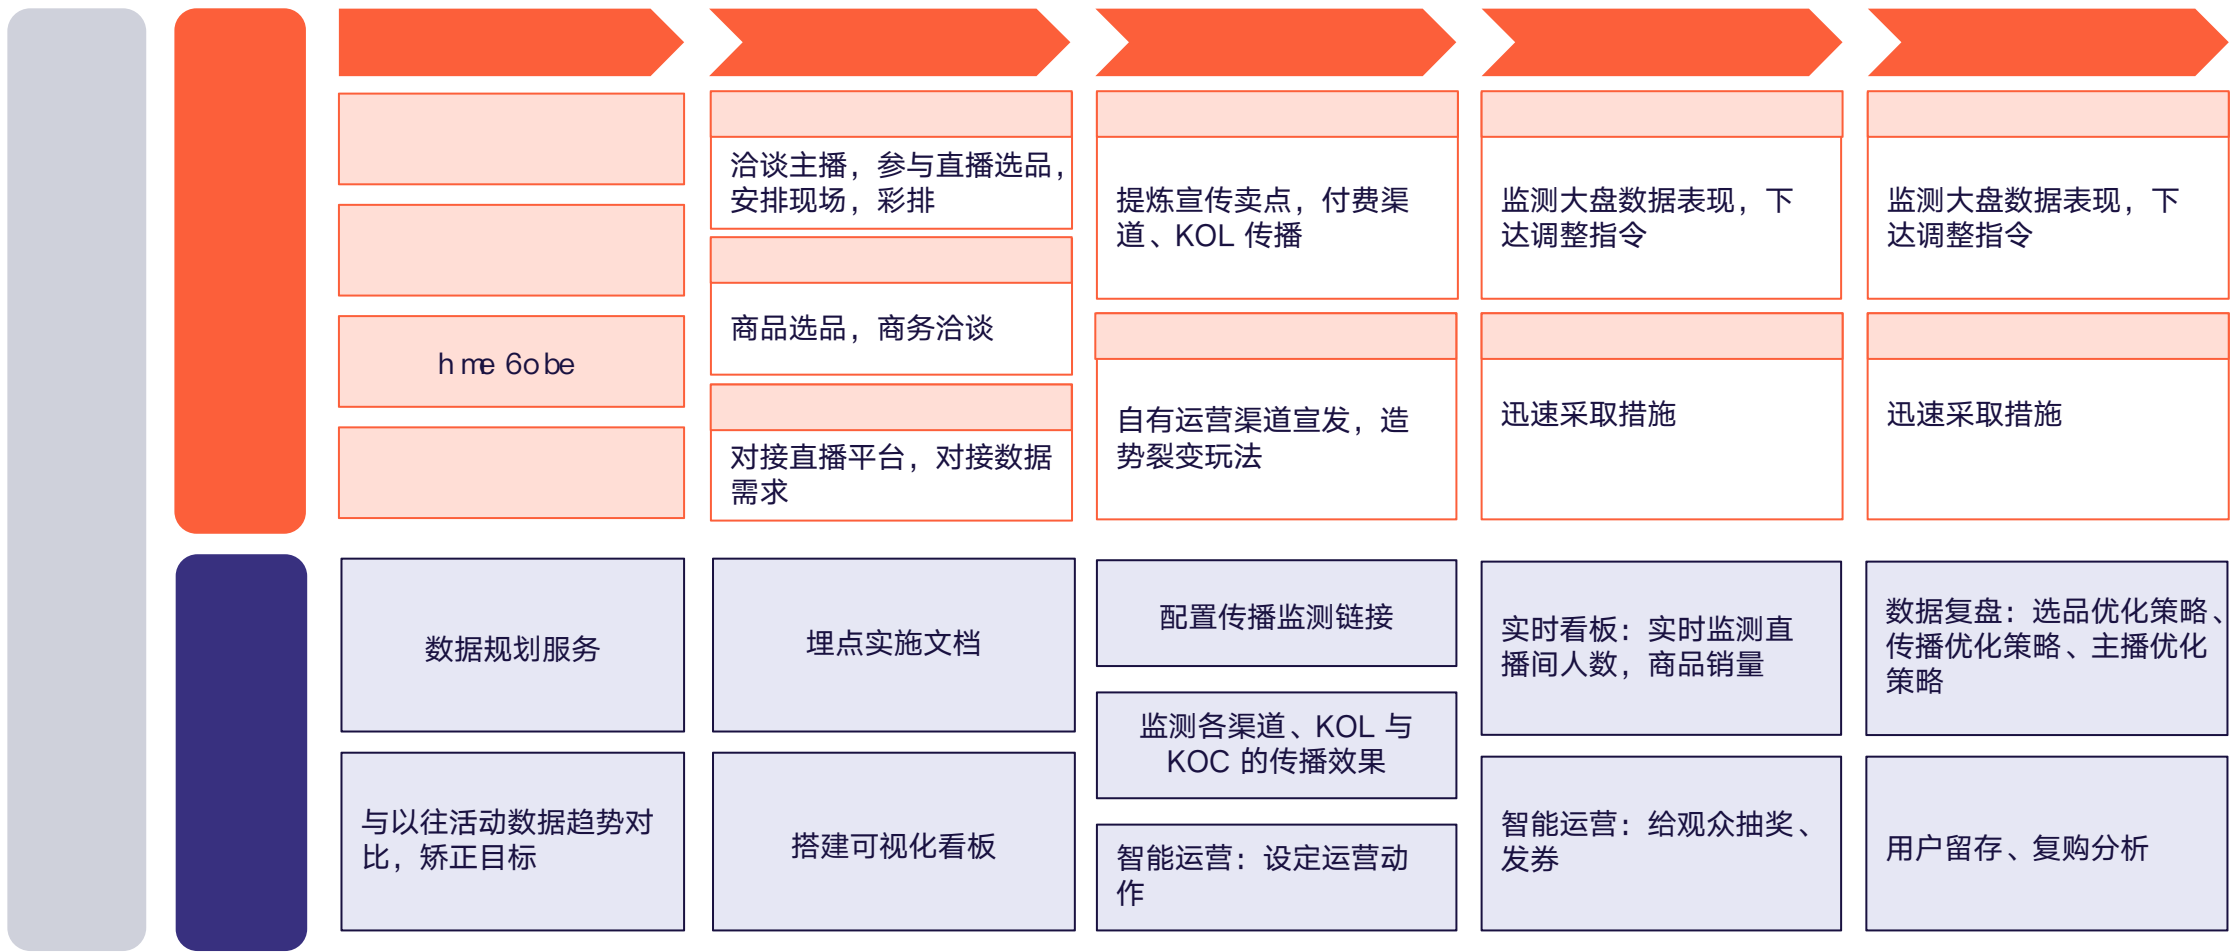 h me 6obe
洽谈主播，参与直播选品，
安排现场，彩排
商品选品，商务洽谈
对接直播平台，对接数据
需求
提炼宣传卖点，付费渠
道、KOL 传播
自有运营渠道宣发，造
势裂变玩法
监测大盘数据表现，下
达调整指令
迅速采取措施
监测大盘数据表现，下
达调整指令
迅速采取措施
数据规划服务
与以往活动数据趋势对
比，矫正目标
埋点实施文档
搭建可视化看板
配置传播监测链接
监测各渠道、KOL 与
KOC 的传播效果
智能运营：设定运营动
作
实时看板：实时监测直
播间人数，商品销量
智能运营：给观众抽奖、
发券
数据复盘：选品优化策略、
传播优化策略、主播优化
策略
用户留存、复购分析